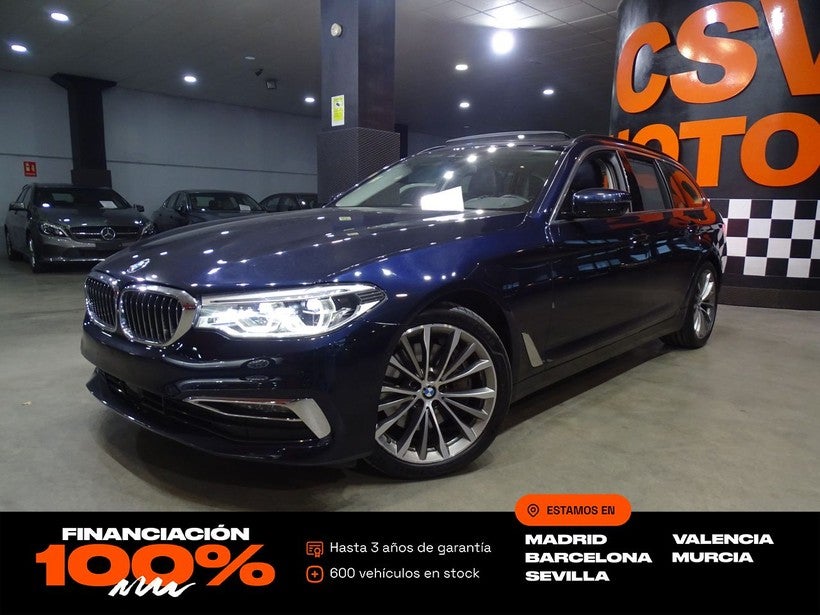 CSV
MOTO
FINANCIACIÓN
100%
Hasta 3 años de garantía
600 vehículos en stock
ESTAMOS EN
MADRID
BARCELONA
SEVILLA
VALENCIA
MURCIA